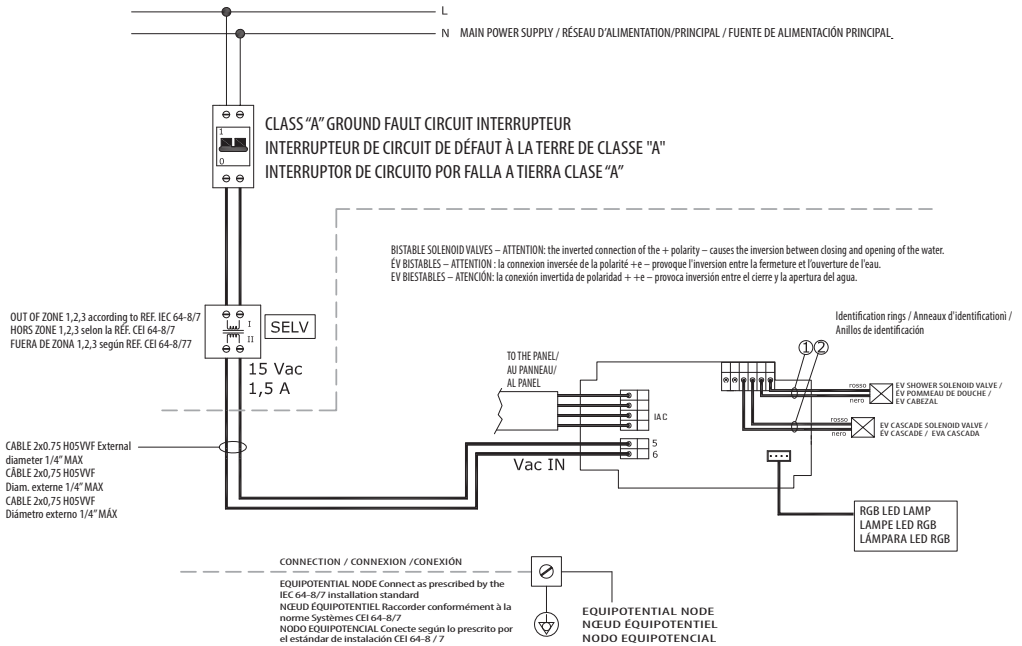 L
N MAIN POWER SUPPLY / RÉSEAU D'ALIMENTATION/PRINCIPAL / FUENTE DE ALIMENTACIÓN PRINCIPAL
1
0
CLASS “A” GROUND FAULT CIRCUIT INTERRUPTEUR
INTERRUPTEUR DE CIRCUIT DE DÉFAUT À LA TERRE DE CLASSE "A"
INTERRUPTOR DE CIRCUITO POR FALLA A TIERRA CLASE “A”
BISTABLE SOLENOID VALVES – ATTENTION: the inverted connection of the + polarity – causes the inversion between closing and opening of the water.
ÉV BISTABLES – ATTENTION : la connexion inversée de la polarité +e – provoque l'inversion entre la fermeture et l'ouverture de l'eau.
EV BIESTABLES – ATENCIÓN: la conexión invertida de polaridad + +e – provoca inversión entre el cierre y la apertura del agua.
OUT OF ZONE 1,2,3 according to REF. IEC 64-8/7
HORS ZONE 1,2,3 selon la RÉF. CEI 64-8/7
FUERA DE ZONA 1,2,3 según REF. CEI 64-8/77
I
II
SELV
15 Vac
1,5 A
Identification rings / Anneaux d'identificationì /
Anillos de identificación
1 2
TO THE PANEL/
AU PANNEAU/
AL PANEL
IAC
5
6
Vac IN
rosso
nero
EV SHOWER SOLENOID VALVE /
ÉV POMMEAU DE DOUCHE /
EV CABEZAL
rosso
nero
EV CASCADE SOLENOID VALVE /
ÉV CASCADE / EVA CASCADA
CABLE 2x0.75 H05VVF External
diameter 1/4” MAX
CÂBLE 2x0,75 H05VVF
Diam. externe 1/4” MAX
CABLE 2x0,75 H05VVF
Diámetro externo 1/4” MÁX
RGB LED LAMP
LAMPE LED RGB
LÁMPARA LED RGB
CONNECTION / CONNEXION /CONEXIÓN
EQUIPOTENTIAL NODE Connect as prescribed by the
IEC 64-8/7 installation standard
NŒUD ÉQUIPOTENTIEL Raccorder conformément à la
norme Systèmes CEI 64-8/7
NODO EQUIPOTENCIAL Conecte según lo prescrito por
el estándar de instalación CEI 64-8 / 7
EQUIPOTENTIAL NODE
NŒUD ÉQUIPOTENTIEL
NODO EQUIPOTENCIAL